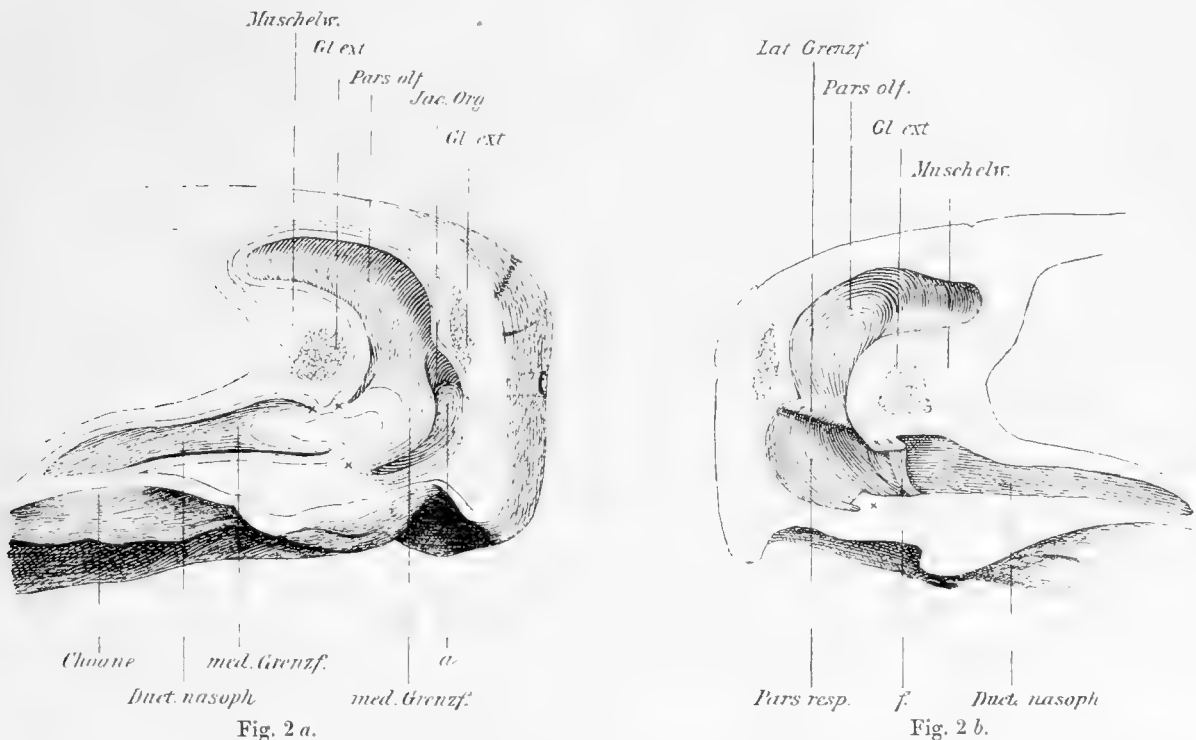 Muschelw.
Gl ext
Pars olf
Jac. Org
Gl ext
Choane
Duct. nasoph
med. Grenzf.
med. Grenzf.
a
Fig. 2 a.
Lat Grenzf
Pars olf.
Gl ext
Muschelw.
Pars resp.
f.
Duct. nasoph
Fig. 2 b.